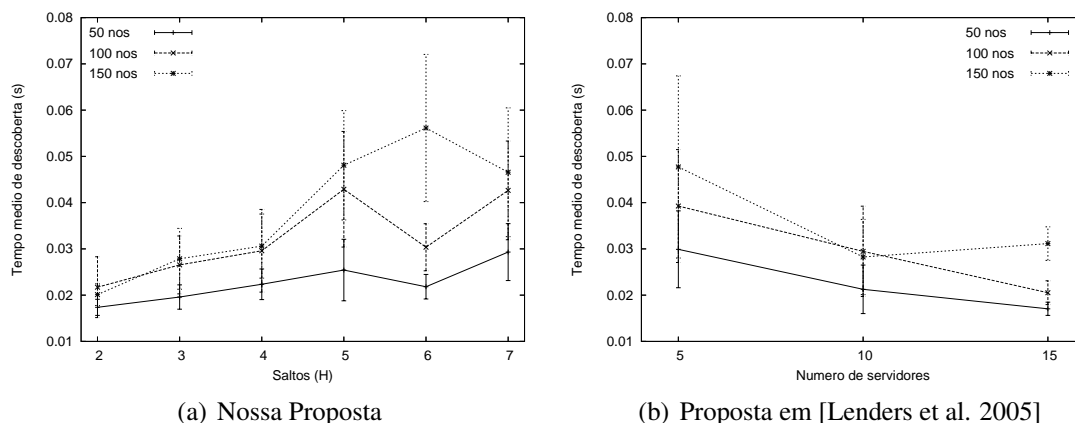 0.08
0.07
0.06
0.05
0.04
0.03
0.02
0.01
Tempo medio de descoberta (s)
50 nos
100 nos
150 nos
2 3 4 5 6 7
Saltos (H)
(a) Nossa Proposta
0.08
0.07
0.06
0.05
0.04
0.03
0.02
0.01
Tempo medio de descoberta (s)
50 nos
100 nos
150 nos
5 10 15
Numero de servidores
(b) Proposta em [Lenders et al. 2005]